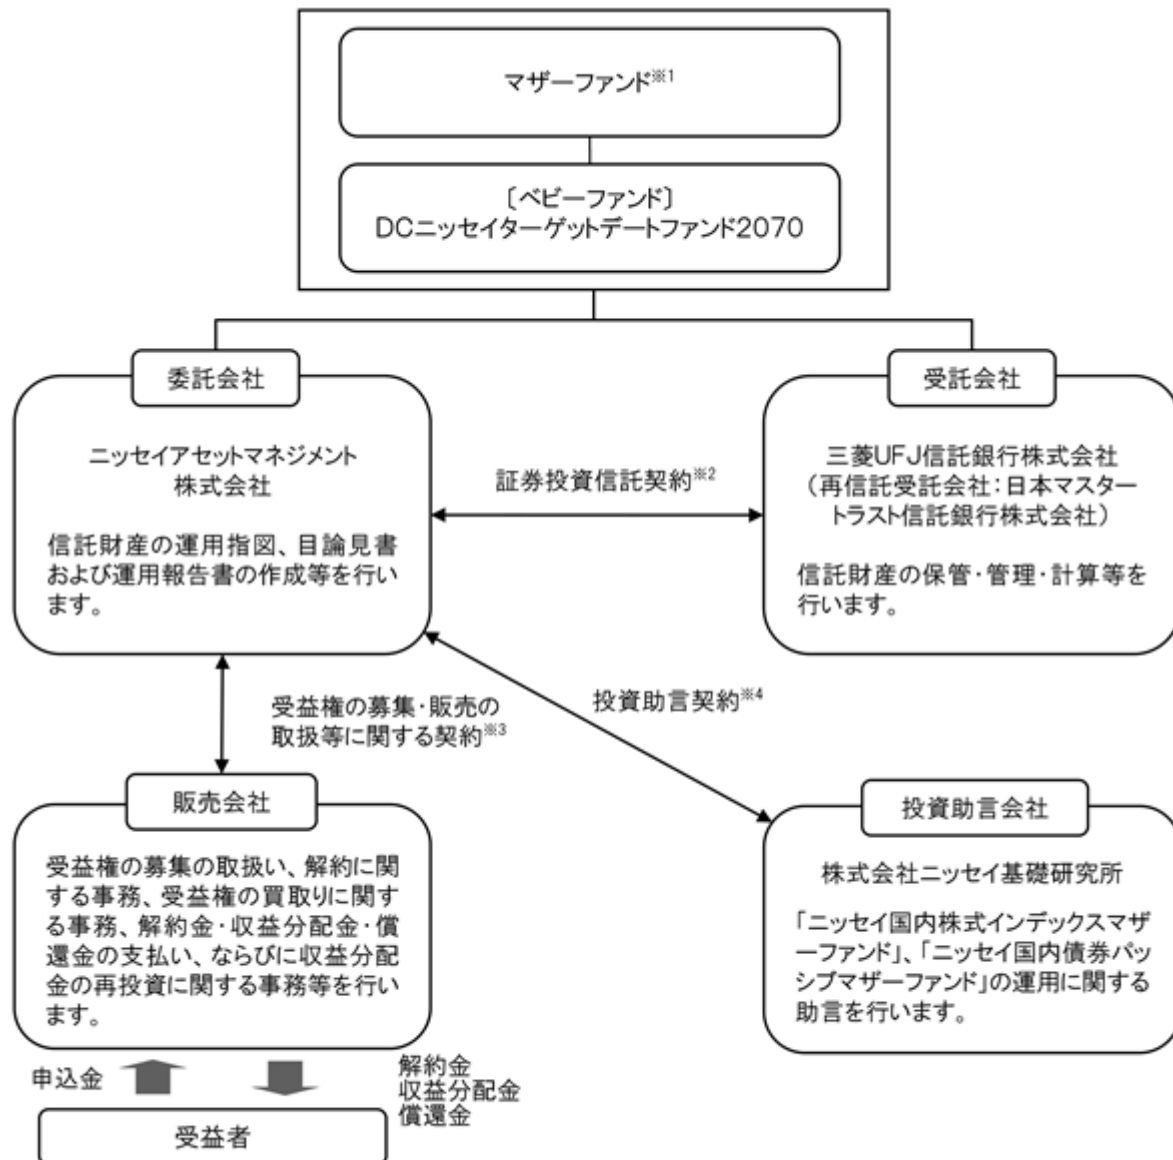 マザーファンド※1
〔ベビーファンド〕
DCニッセイターゲットデートファンド2070
委託会社
ニッセイアセットマネジメント
株式会社
信託財産の運用指図、目論見書
および運用報告書の作成等を行い
ます。
証券投資信託契約※2
受託会社
三菱UFJ信託銀行株式会社
（再信託受託会社：日本マスター
トラスト信託銀行株式会社）
信託財産の保管・管理・計算等を
行います。
受益権の募集・販売の
取扱等に関する契約※3
投資助言契約※4
販売会社
受益権の募集の取扱い、解約に関
する事務、受益権の買取りに関す
る事務、解約金・収益分配金・償
還金の支払い、ならびに収益分配
金の再投資に関する事務等を行い
ます。
投資助言会社
株式会社ニッセイ基礎研究所
「ニッセイ国内株式インデックスマザ
ーファンド」、「ニッセイ国内債券パッ
シブマザーファンド」の運用に関する
助言を行います。
申込金
解約金
収益分配金
償還金
受益者